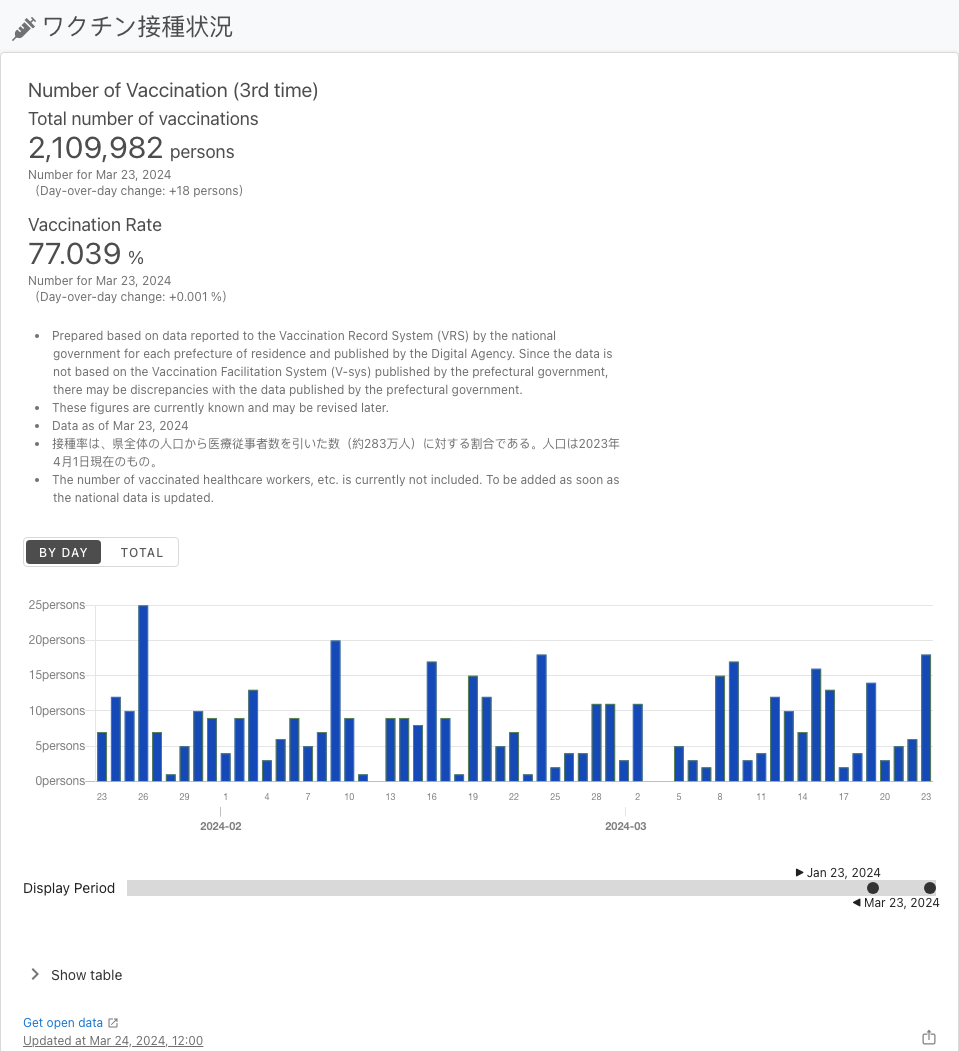 ワクチン接種状況
Number of Vaccination (3rd time)
Total number of vaccinations
2,109,982 persons
Number for Mar 23, 2024
（Day-over-day change: +18 persons）
Vaccination Rate
77.039 %
Number for Mar 23, 2024
（Day-over-day change: +0.001 %）
• Prepared based on data reported to the Vaccination Record System (VRS) by the national
government for each prefecture of residence and published by the Digital Agency. Since the data is
not based on the Vaccination Facilitation System (V-sys) published by the prefectural government,
there may be discrepancies with the data published by the prefectural government.
• These figures are currently known and may be revised later.
• Data as of Mar 23, 2024
• 接種率は、県全体の人口から医療従事者数を引いた数（約283万人）に対する割合である。人口は2023年
4月1日現在のもの。
• The number of vaccinated healthcare workers, etc. is currently not included. To be added as soon as
the national data is updated.
BY DAY TOTAL
25persons
20persons
15persons
10persons
5persons
0persons
23 26 29 1 4 7 10 13 16 19 22 25 28 2 5 8 11 14 17 20 23
2024-02 2024-03
▶ Jan 23, 2024
Display Period
◀ Mar 23, 2024
Show table
Get open data
Updated at Mar 24, 2024, 12:00